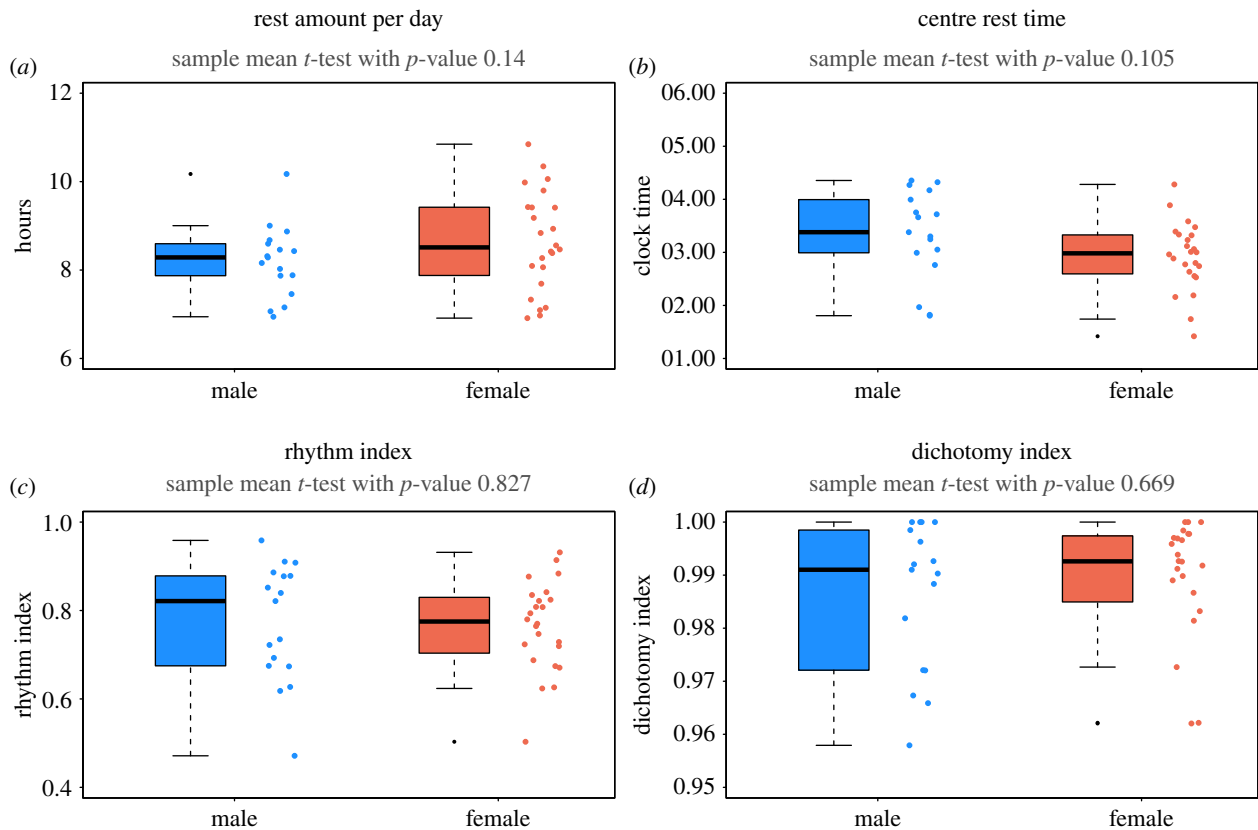 rest amount per day
sample mean t-test with p-value 0.14
(a)
12
10
8
6
hours
male
female
centre rest time
sample mean t-test with p-value 0.105
(b)
06.00
05.00
04.00
03.00
02.00
01.00
clock time
male
female
rhythm index
sample mean t-test with p-value 0.827
(c)
1.0
0.8
0.6
0.4
rhythm index
male
female
dichotomy index
sample mean t-test with p-value 0.669
(d)
1.00
0.99
0.98
0.97
0.96
0.95
dichotomy index
male
female